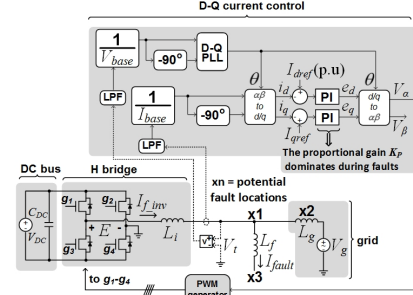 D-Q current control
1
V_base
-90°
D-Q
PLL
θ
I_dref(p.u)
LPF
1
I_base
-90°
θ
αβ
to
d/q
i_d
i_q
-
+
PI
PI
e_d
e_q
θ
d/q
to
αβ
V_α
V_β
I_qref
LPF
The proportional gain K_P
dominates during faults
DC bus
H bridge
xn = potential
fault locations
g_1
g_2
I_f_inv
C_DC
V_DC
+ E -
g_3
g_4
L_i
V_t
x1
x2
L_f
I_fault
x3
L_g
V_g
grid
to g_1-g_4
PWM
generator